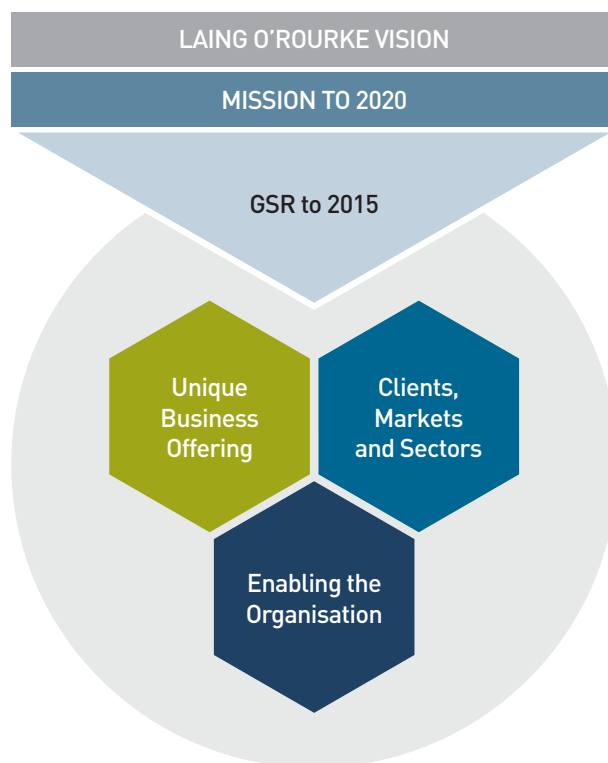 LAING O’ROURKE VISION
MISSION TO 2020
GSR to 2015
Unique
Business
Offering
Clients,
Markets
and Sectors
Enabling the
Organisation